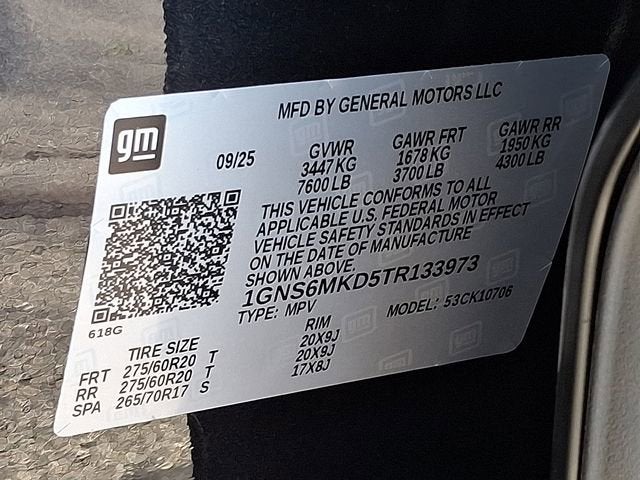 MFD BY GENERAL MOTORS LLC
gm
09/25
GVWR
3447 KG
7600 LB
GAWR FRT
1678 KG
3700 LB
GAWR RR
1950 KG
4300 LB
THIS VEHICLE CONFORMS TO ALL
APPLICABLE U.S. FEDERAL MOTOR
VEHICLE SAFETY STANDARDS IN EFFECT
ON THE DATE OF MANUFACTURE
SHOWN ABOVE.
1GNS6MKD5TR133973
TYPE: MPV MODEL: 53CK10706
618G
TIRE SIZE RIM
FRT 275/60R20 T 20X9J
RR 275/60R20 T 20X9J
SPA 265/70R17 S 17X8J